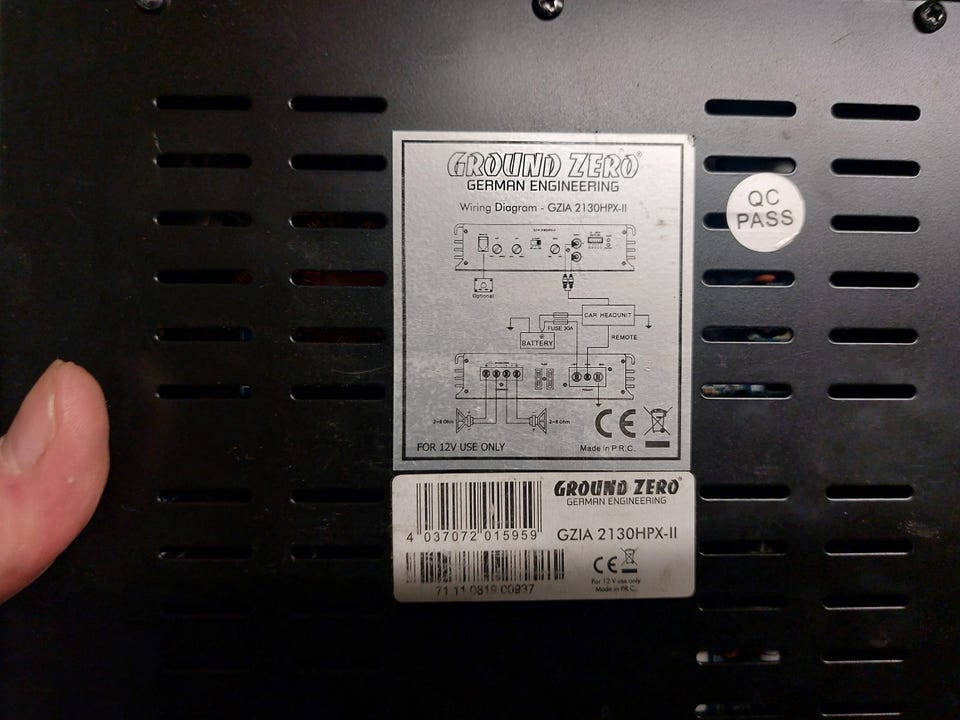 GROUND ZERO
GERMAN ENGINEERING
Wiring Diagram - GZIA 2130HPX-II
QC
PASS
Optional
CAR HEADUNIT
FUSE 30A
BATTERY
REMOTE
2~8 Ohm
2~8 Ohm
CE
FOR 12V USE ONLY
Made in P.R.C.
GROUND ZERO
GERMAN ENGINEERING
4 037072 015959
GZIA 2130HPX-II
CE
For 12 V use only
Made in P.R.C.
71 11 0819 00937